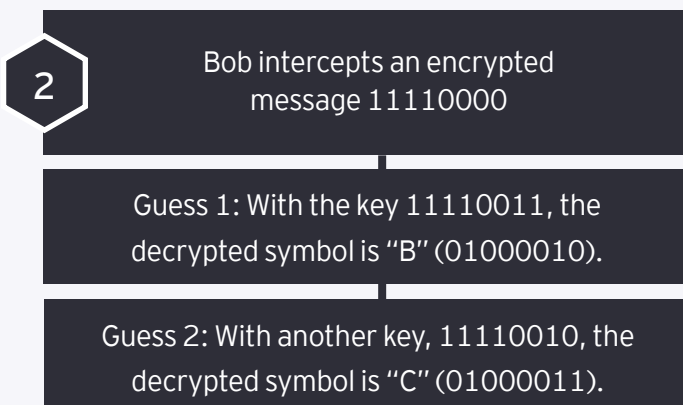 2
Bob intercepts an encrypted
message 11110000
Guess 1: With the key 11110011, the
decrypted symbol is “B” (01000010).
Guess 2: With another key, 11110010, the
decrypted symbol is “C” (01000011).